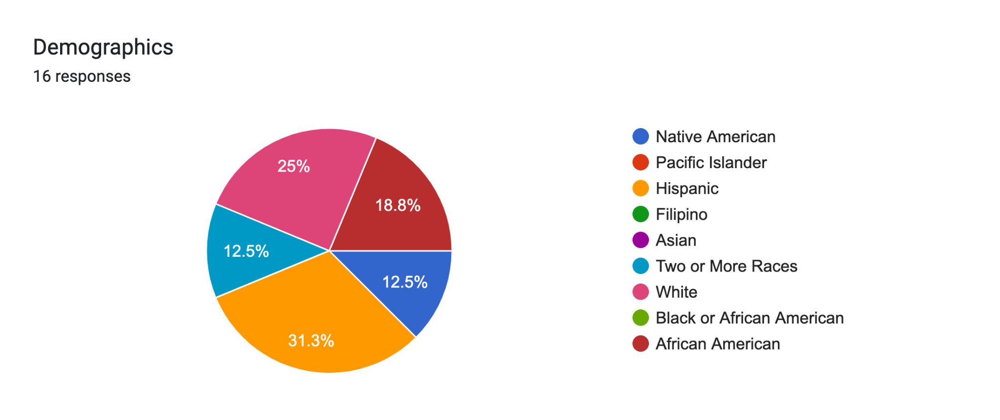 Demographics
16 responses
25%
18.8%
12.5%
12.5%
31.3%
Native American
Pacific Islander
Hispanic
Filipino
Asian
Two or More Races
White
Black or African American
African American